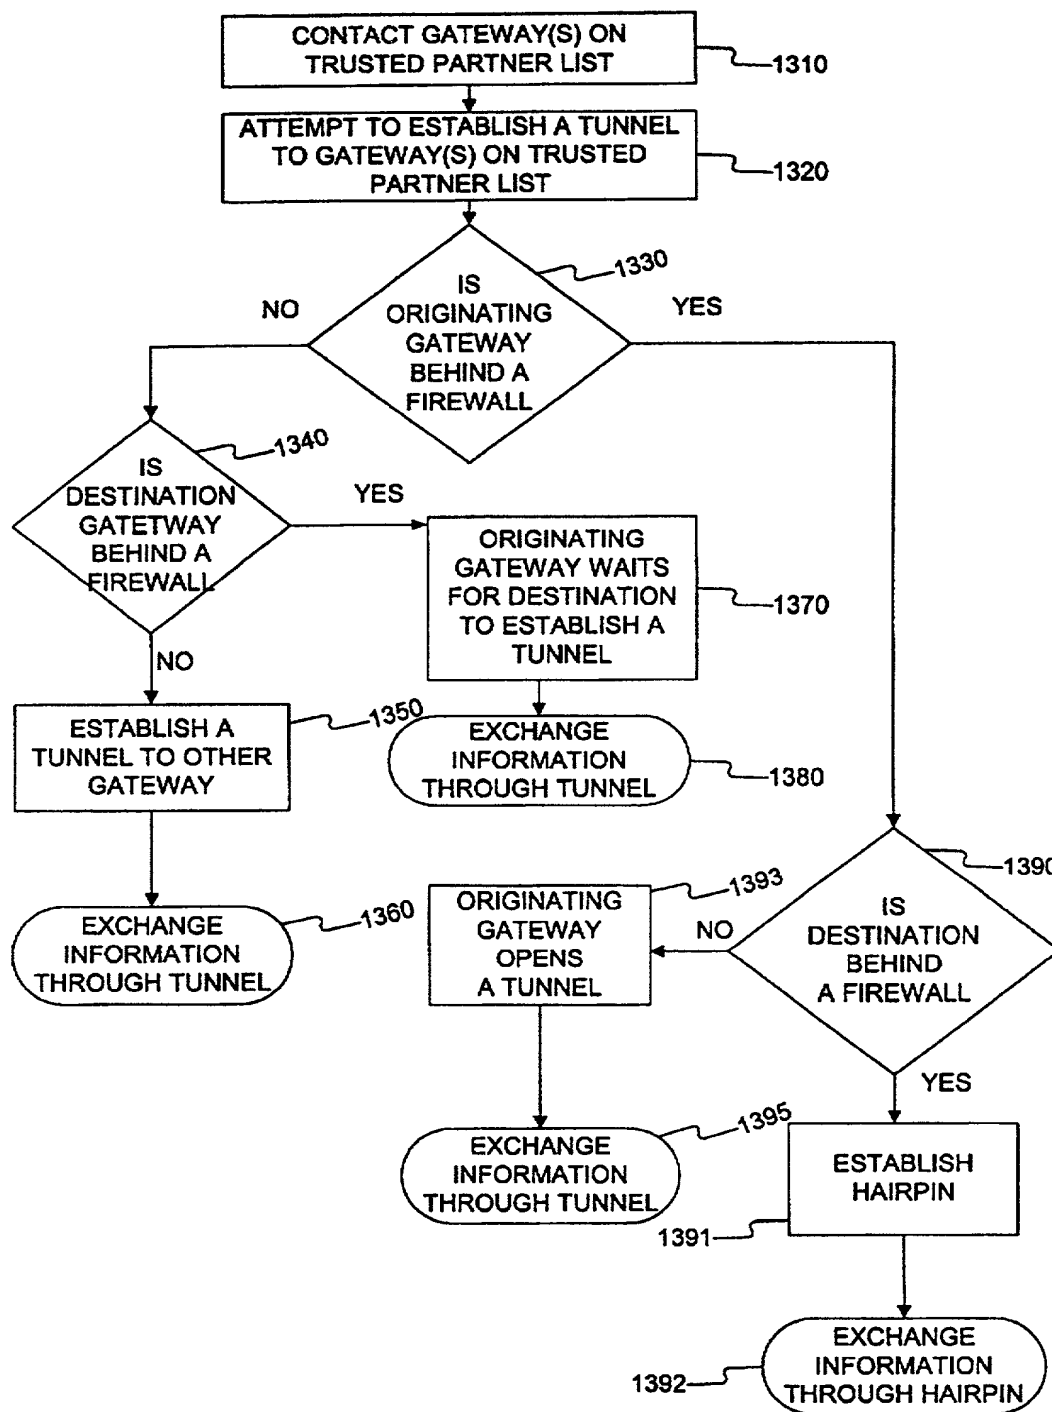 CONTACT GATEWAY(S) ON
TRUSTED PARTNER LIST
1310
ATTEMPT TO ESTABLISH A TUNNEL
TO GATEWAY(S) ON TRUSTED
PARTNER LIST
1320
1330
NO
IS
ORIGINATING
GATEWAY
BEHIND A
FIREWALL
YES
1340
IS
DESTINATION
GATETWAY
BEHIND A
FIREWALL
YES
ORIGINATING
GATEWAY WAITS
FOR DESTINATION
TO ESTABLISH A
TUNNEL
1370
NO
ESTABLISH A
TUNNEL TO OTHER
GATEWAY
1350
EXCHANGE
INFORMATION
THROUGH TUNNEL
1380
EXCHANGE
INFORMATION
THROUGH TUNNEL
1360
ORIGINATING
GATEWAY
OPENS
A TUNNEL
1393
NO
IS
DESTINATION
BEHIND
A FIREWALL
1390
YES
EXCHANGE
INFORMATION
THROUGH TUNNEL
1395
ESTABLISH
HAIRPIN
1391
EXCHANGE
INFORMATION
THROUGH HAIRPIN
1392